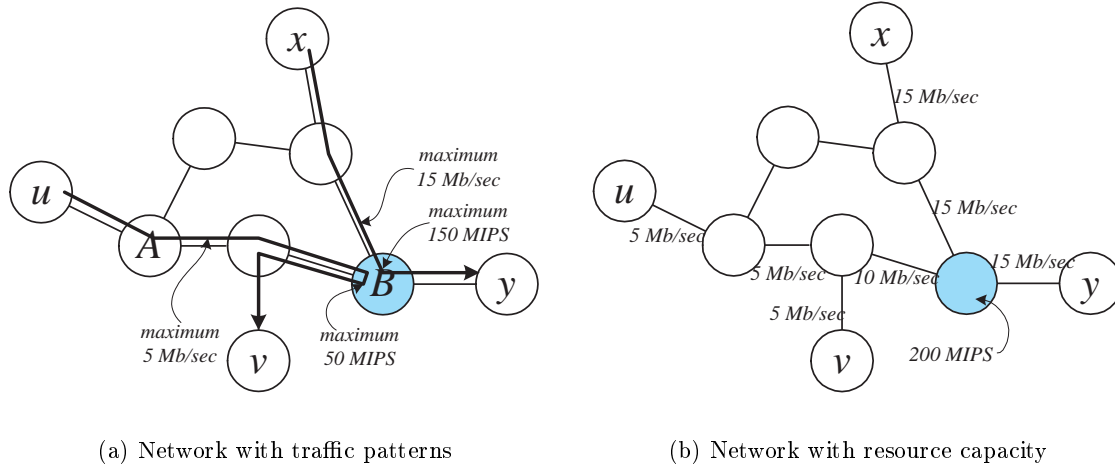 x
u
A
maximum
15 Mb/sec
maximum
150 MIPS
B
y
maximum
5 Mb/sec
maximum
50 MIPS
v
(a) Network with traffic patterns
x
15 Mb/sec
u
5 Mb/sec
15 Mb/sec
5 Mb/sec
10 Mb/sec
15 Mb/sec
y
5 Mb/sec
v
200 MIPS
(b) Network with resource capacity